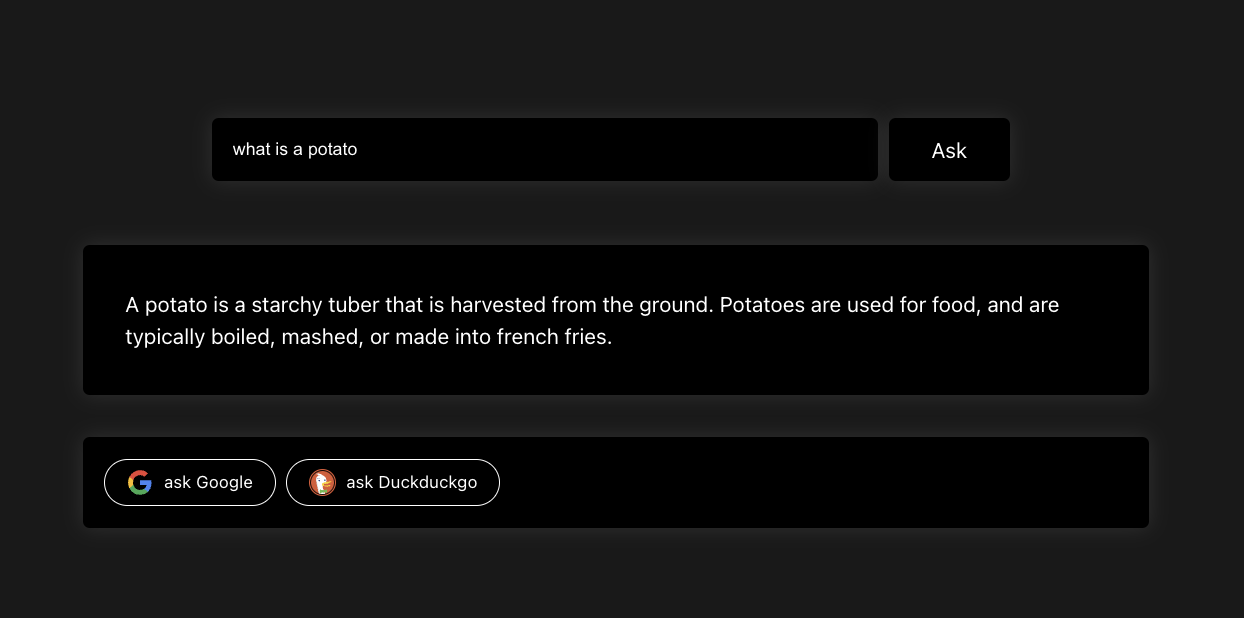 what is a potato
Ask
A potato is a starchy tuber that is harvested from the ground. Potatoes are used for food, and are
typically boiled, mashed, or made into french fries.
ask Google
ask Duckduckgo